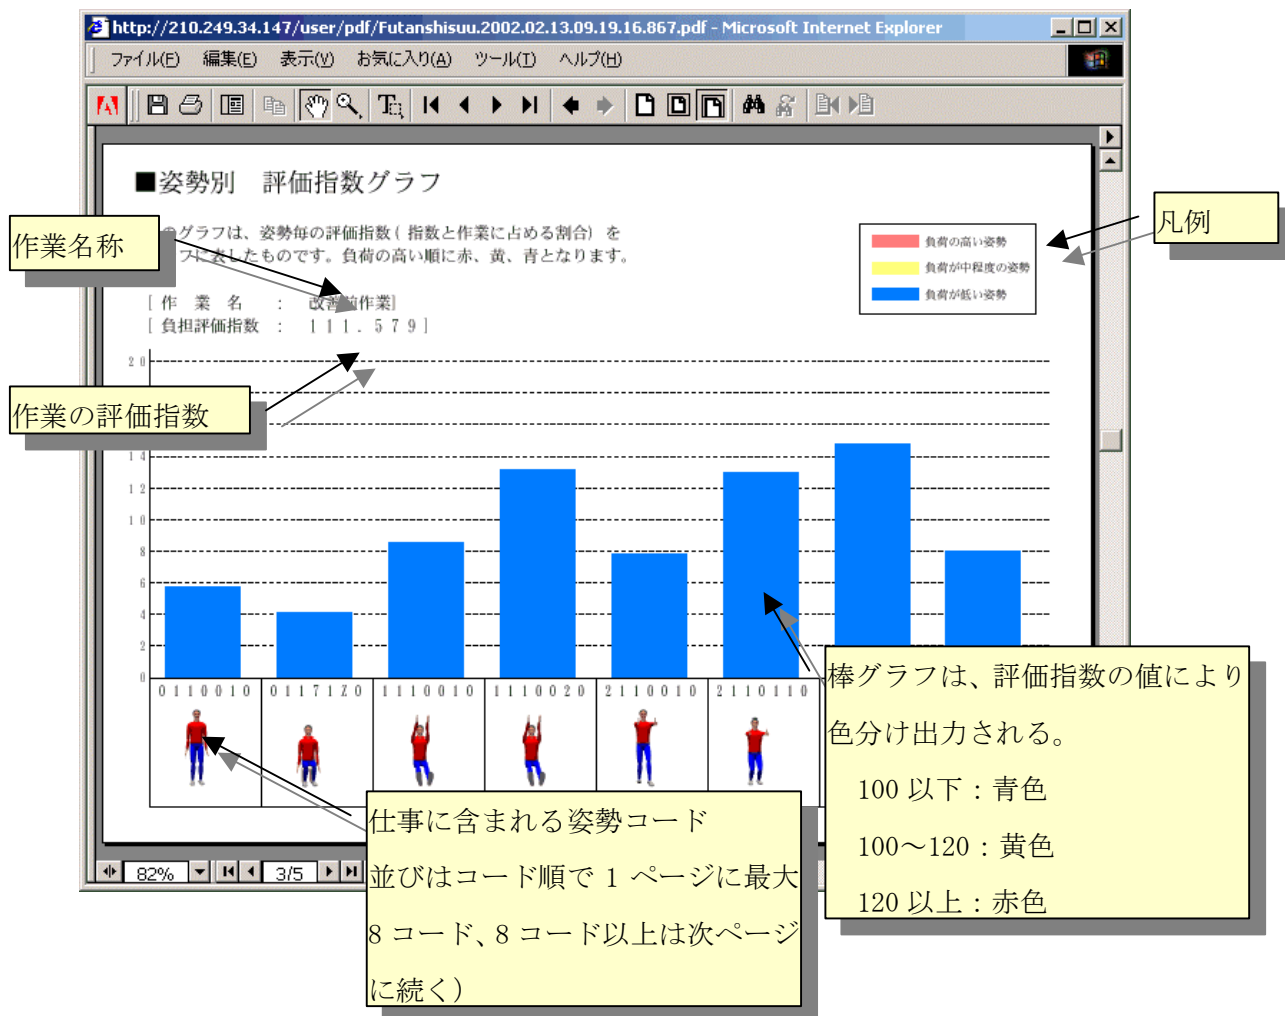 http://210.249.34.147/user/pdf/Futanshisuu.2002.02.13.09.19.16.867.pdf - Microsoft Internet Explorer
ファイル(F) 編集(E) 表示(V) お気に入り(A) ツール(T) ヘルプ(H)
■姿勢別　評価指数グラフ
作業名称
のグラフは、姿勢毎の評価指数( 指数と作業に占める割合) を
フに表したものです。負荷の高い順に赤、黄、青となります。
凡例
負荷の高い姿勢
負荷が中程度の姿勢
負荷が低い姿勢
[ 作 業 名 ： 改善前作業]
[ 負担評価指数 ： 111.579]
作業の評価指数
20
14
12
10
8
6
4
2
0
0110010 01171Z0 1110010 1110020 2110010 2110110
棒グラフは、評価指数の値により
色分け出力される。
100 以下：青色
100～120：黄色
120 以上：赤色
仕事に含まれる姿勢コード
並びはコード順で 1 ページに最大
8 コード、8 コード以上は次ページ
に続く）
82% 3/5